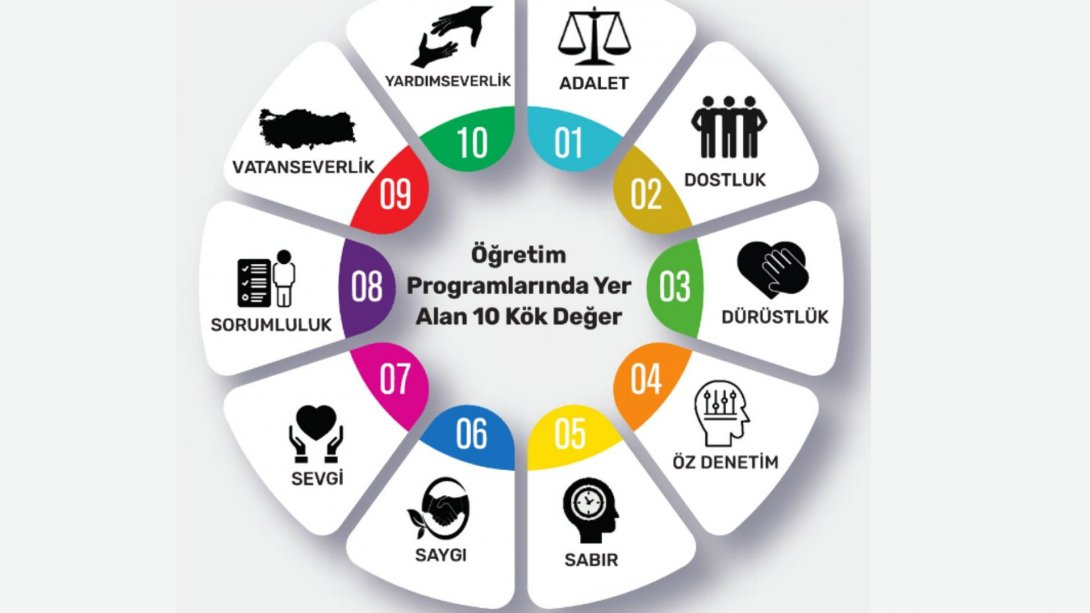 Öğretim
Programlarında Yer
Alan 10 Kök Değer
01
ADALET
02
DOSTLUK
03
DÜRÜSTLÜK
04
ÖZ DENETİM
05
SABIR
06
SAYGI
07
SEVGİ
08
SORUMLULUK
09
VATANSEVERLİK
10
YARDIMSEVERLİK